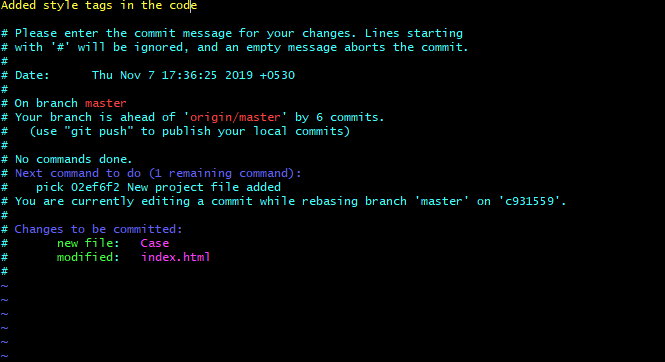 Added style tags in the code
# Please enter the commit message for your changes. Lines starting
# with '#' will be ignored, and an empty message aborts the commit.
#
# Date:      Thu Nov 7 17:36:25 2019 +0530
#
# On branch master
# Your branch is ahead of 'origin/master' by 6 commits.
#   (use "git push" to publish your local commits)
#
# No commands done.
# Next command to do (1 remaining command):
#    pick 02ef6f2 New project file added
# You are currently editing a commit while rebasing branch 'master' on 'c931559'.
#
# Changes to be committed:
#       new file:   Case
#       modified:   index.html
#
~
~
~
~
~
~